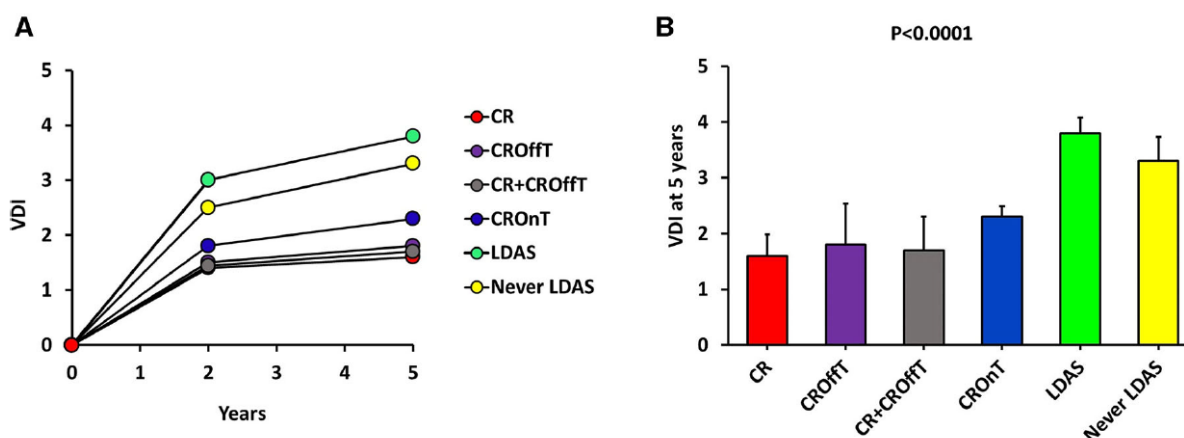 A
5
4
3
2
1
0
VDI
0 1 2 3 4 5
Years
CR
CROffT
CR+CROffT
CROnT
LDAS
Never LDAS
B
P<0.0001
5
4
3
2
1
0
VDI at 5 years
CR
CROffT
CR+CROffT
CROnT
LDAS
Never LDAS